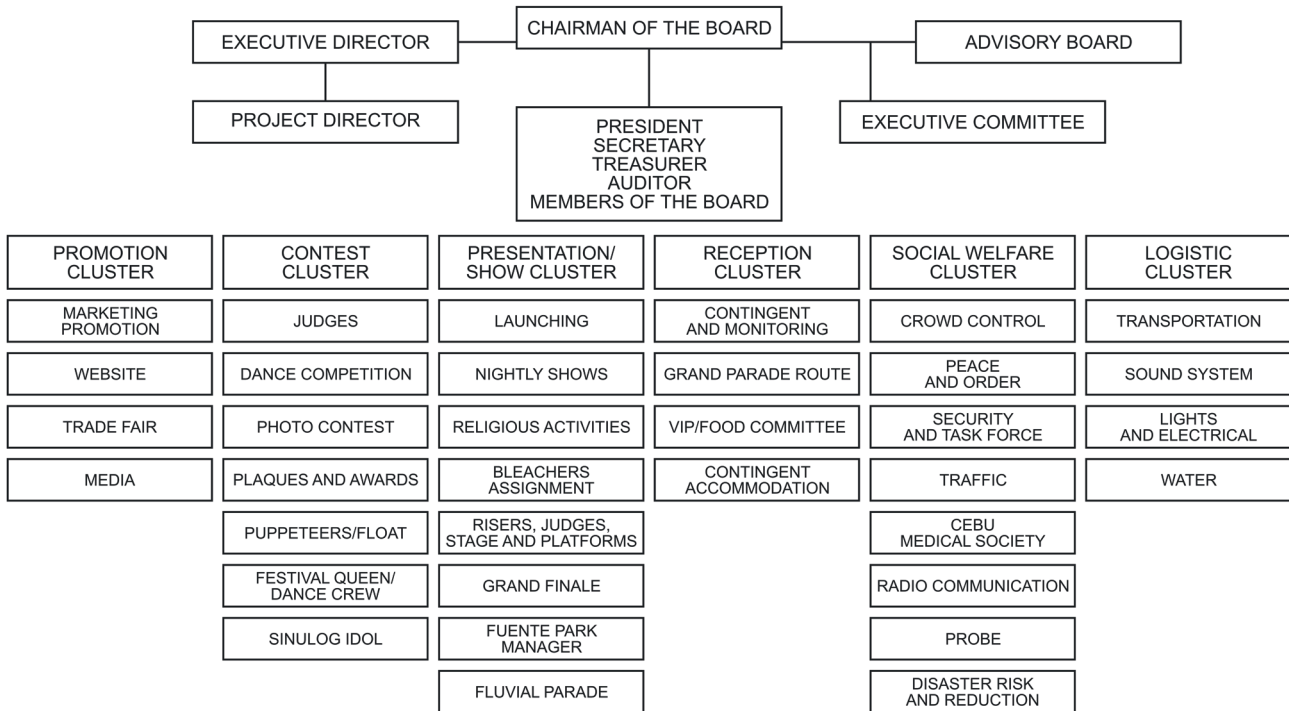 CHAIRMAN OF THE BOARD
EXECUTIVE DIRECTOR
ADVISORY BOARD
PROJECT DIRECTOR
EXECUTIVE COMMITTEE
PRESIDENT
SECRETARY
TREASURER
AUDITOR
MEMBERS OF THE BOARD
PROMOTION
CLUSTER
MARKETING
PROMOTION
WEBSITE
TRADE FAIR
MEDIA
CONTEST
CLUSTER
JUDGES
DANCE COMPETITION
PHOTO CONTEST
PLAQUES AND AWARDS
PUPPETEERS/FLOAT
FESTIVAL QUEEN/
DANCE CREW
SINULOG IDOL
PRESENTATION/
SHOW CLUSTER
LAUNCHING
NIGHTLY SHOWS
RELIGIOUS ACTIVITIES
BLEACHERS
ASSIGNMENT
RISERS, JUDGES,
STAGE AND PLATFORMS
GRAND FINALE
FUENTE PARK
MANAGER
FLUVIAL PARADE
RECEPTION
CLUSTER
CONTINGENT
AND MONITORING
GRAND PARADE ROUTE
VIP/FOOD COMMITTEE
CONTINGENT
ACCOMMODATION
SOCIAL WELFARE
CLUSTER
CROWD CONTROL
PEACE
AND ORDER
SECURITY
AND TASK FORCE
TRAFFIC
CEBU
MEDICAL SOCIETY
RADIO COMMUNICATION
PROBE
DISASTER RISK
AND REDUCTION
LOGISTIC
CLUSTER
TRANSPORTATION
SOUND SYSTEM
LIGHTS
AND ELECTRICAL
WATER